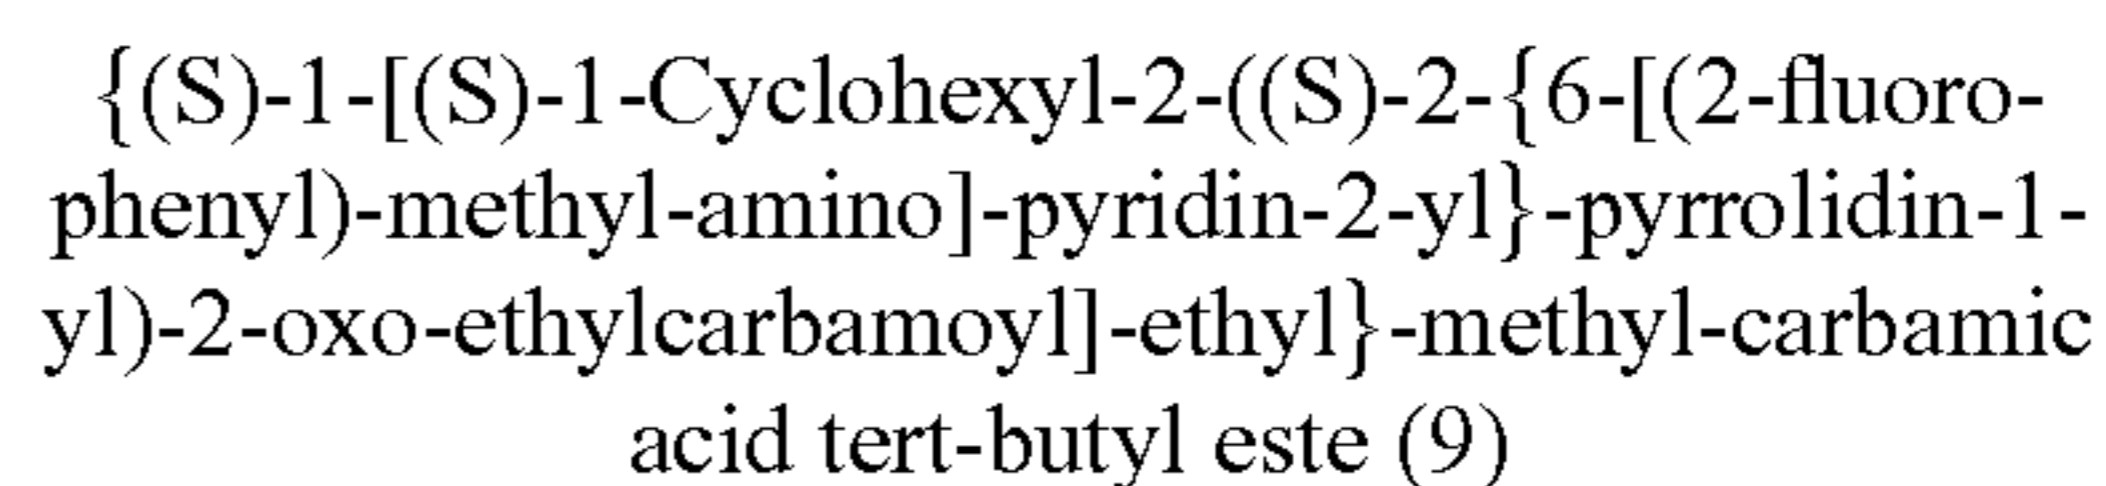 {(S)-1-[(S)-1-Cyclohexyl-2-((S)-2-{6-[(2-fluoro-
phenyl)-methyl-amino]-pyridin-2-yl}-pyrrolidin-1-
yl)-2-oxo-ethylcarbamoyl]-ethyl}-methyl-carbamic
acid tert-butyl este (9)